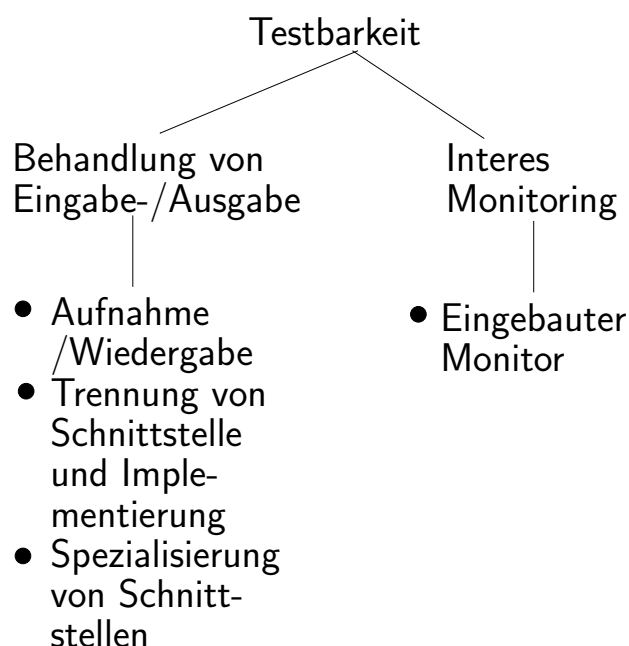 Testbarkeit
Behandlung von
Eingabe-/Ausgabe
Interes
Monitoring
• Aufnahme
/Wiedergabe
• Trennung von
Schnittstelle
und Imple-
mentierung
• Spezialisierung
von Schnitt-
stellen
• Eingebauter
Monitor